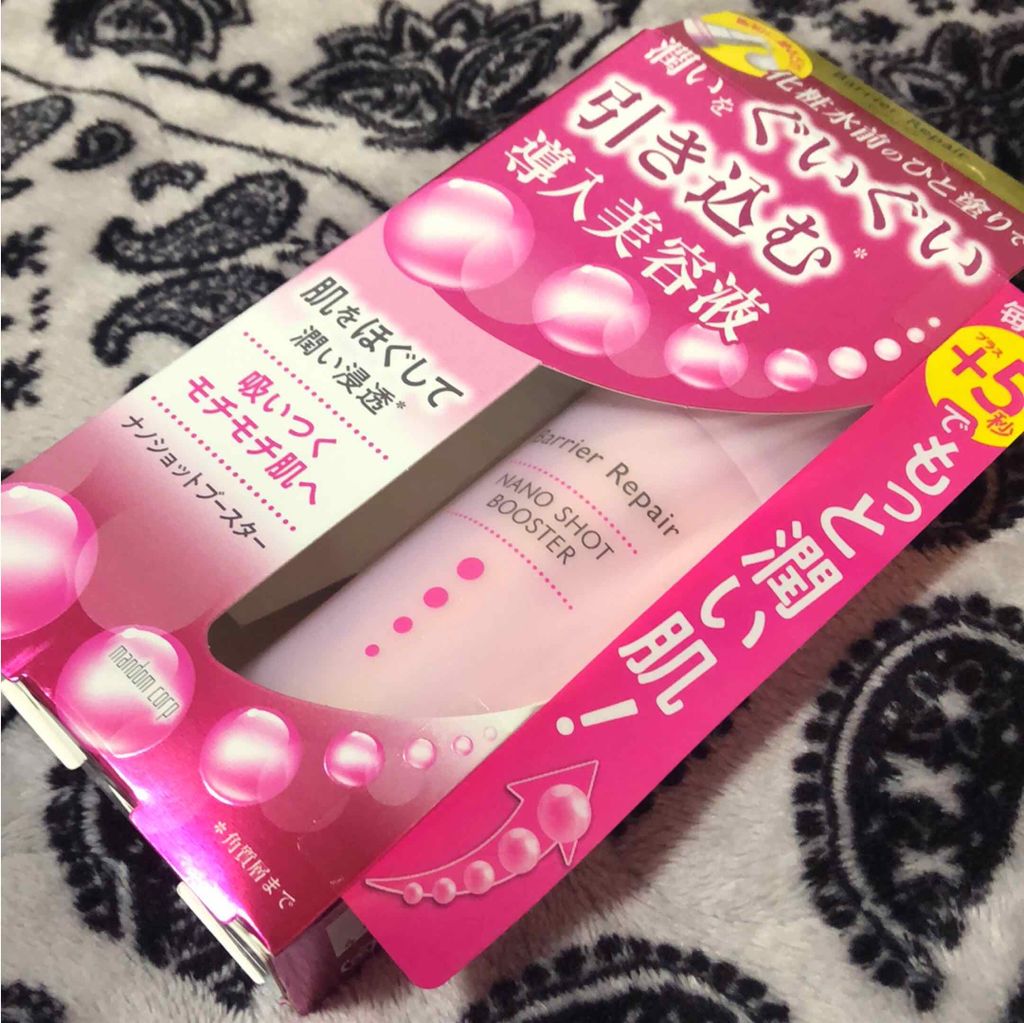 Barrier Repair
化粧水前のひと塗りで
潤いをぐいぐい
引き込む*
導入美容液
肌をほぐして
潤い浸透*
吸いつく
モチモチ肌へ
ナノショットブースター
Barrier Repair
NANO SHOT
BOOSTER
mandom corp
*角質層まで
プラス
+5秒
でもっと潤い肌!